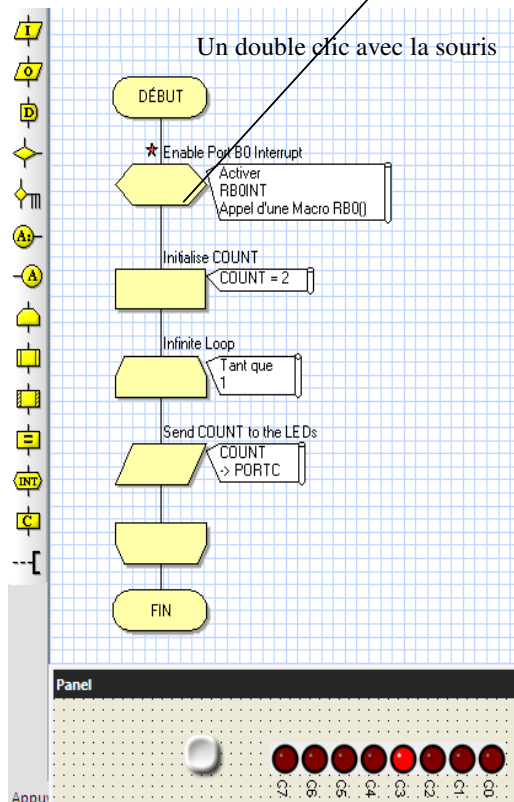 Un double clic avec la souris
DÉBUT
Enable Port B0 Interrupt
Activer
RB0INT
Appel d'une Macro RB0()
Initialise COUNT
COUNT = 2
Infinite Loop
Tant que
1
Send COUNT to the LEDs
COUNT
-> PORTC
FIN
I
O
D
A:
A
=
INT
C
Panel
C7 C6 C5 C4 C3 C2 C1 C0
Appu